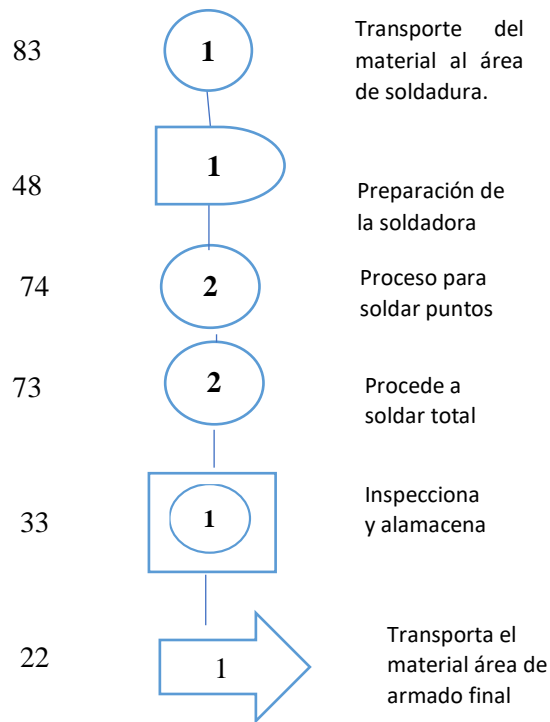 83
1
Transporte del
material al área
de soldadura.
48
1
Preparación de
la soldadora
74
2
Proceso para
soldar puntos
73
2
Procede a
soldar total
33
1
Inspecciona
y alamacena
22
1
Transporta el
material área de
armado final